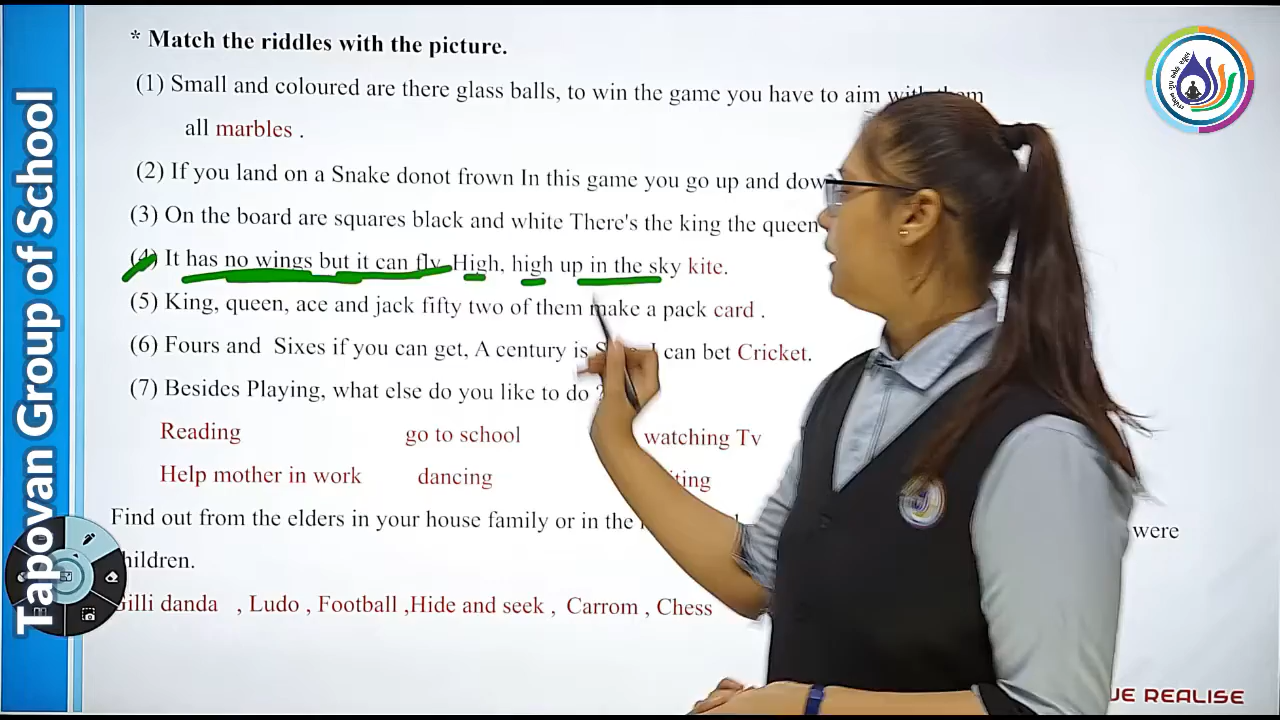 * Match the riddles with the picture.
(1) Small and coloured are there glass balls, to win the game you have to aim with them
all marbles .
(2) If you land on a Snake donot frown In this game you go up and down
(3) On the board are squares black and white There's the king the queen
(4) It has no wings but it can fly High, high up in the sky kite.
(5) King, queen, ace and jack fifty two of them make a pack card .
(6) Fours and Sixes if you can get, A century is I can bet Cricket.
(7) Besides Playing, what else do you like to do ?
Reading go to school watching Tv
Help mother in work dancing
Find out from the elders in your house family or in the were
children.
Gilli danda , Ludo , Football ,Hide and seek , Carrom , Chess
Tapovan Group of School
REALISE